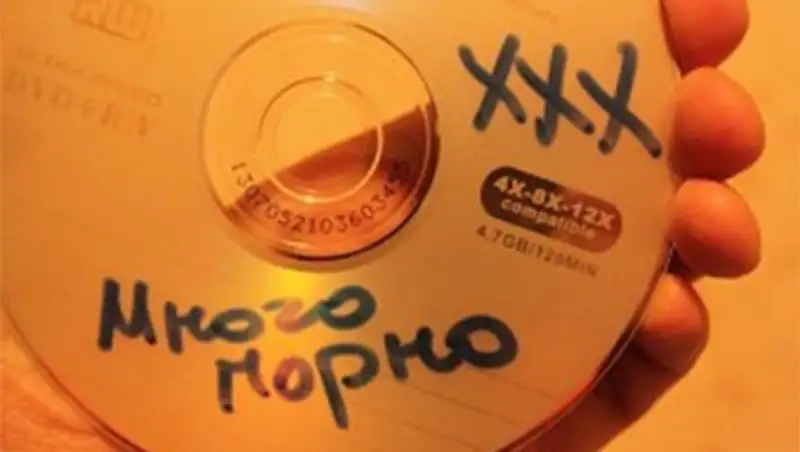 XXX
4X-8X-12X
compatible
4.7GB/120MIN
Много
порно